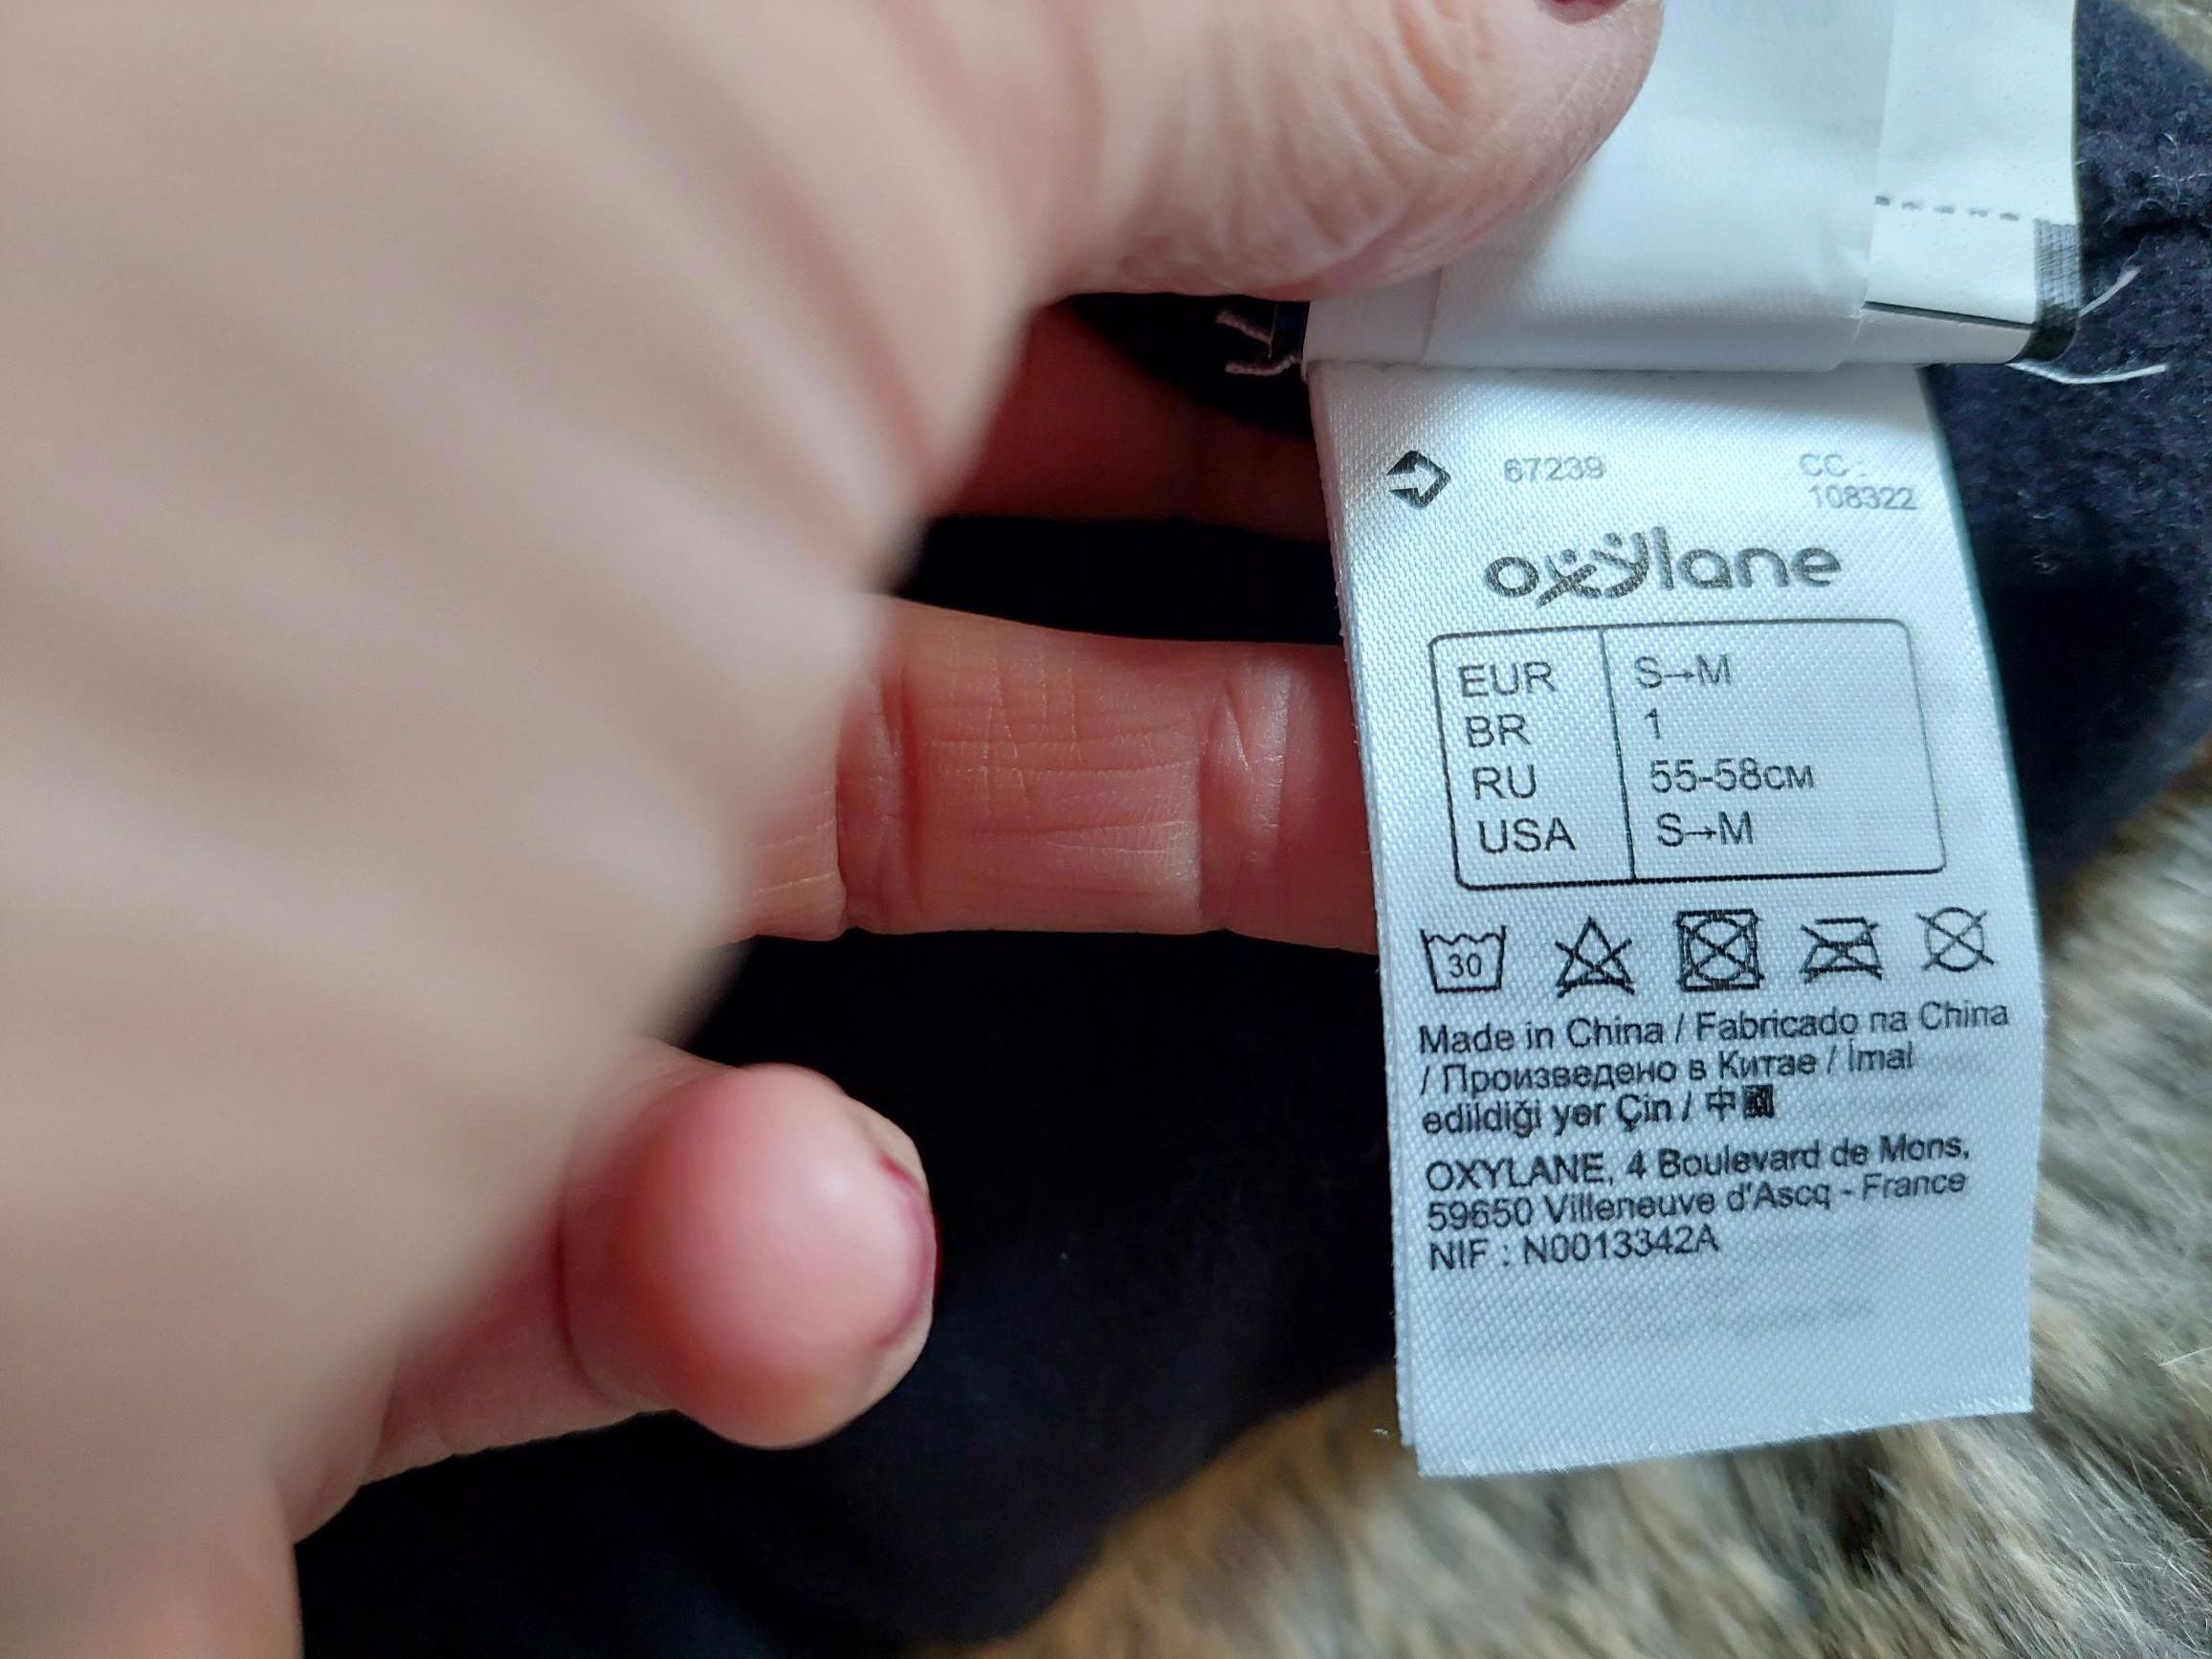 67239
CC :
108322
oxylane
EUR S→M
BR 1
RU 55-58см
USA S→M
30
Made in China / Fabricado na China
/ Произведено в Китае / İmal
edildiği yer Çin / 中國
OXYLANE, 4 Boulevard de Mons,
59650 Villeneuve d'Ascq - France
NIF : N0013342A